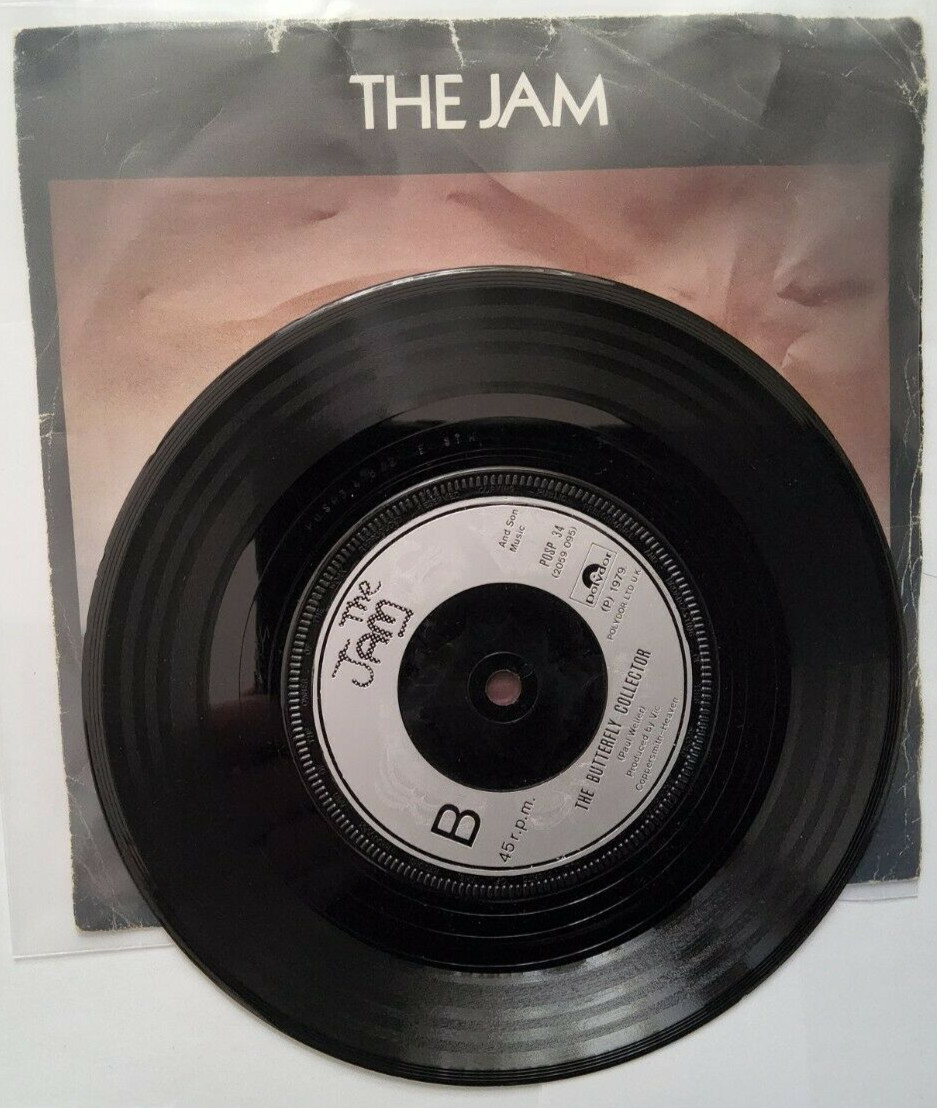 THE JAM
the
JAM
And Son
Music
POSP 34
(2059 095)
polydor
(P) 1979
POLYDOR LTD U.K.
THE BUTTERFLY COLLECTOR
(Paul Weller)
Produced by Vic
Coppersmith-Heaven
B
45 r.p.m.